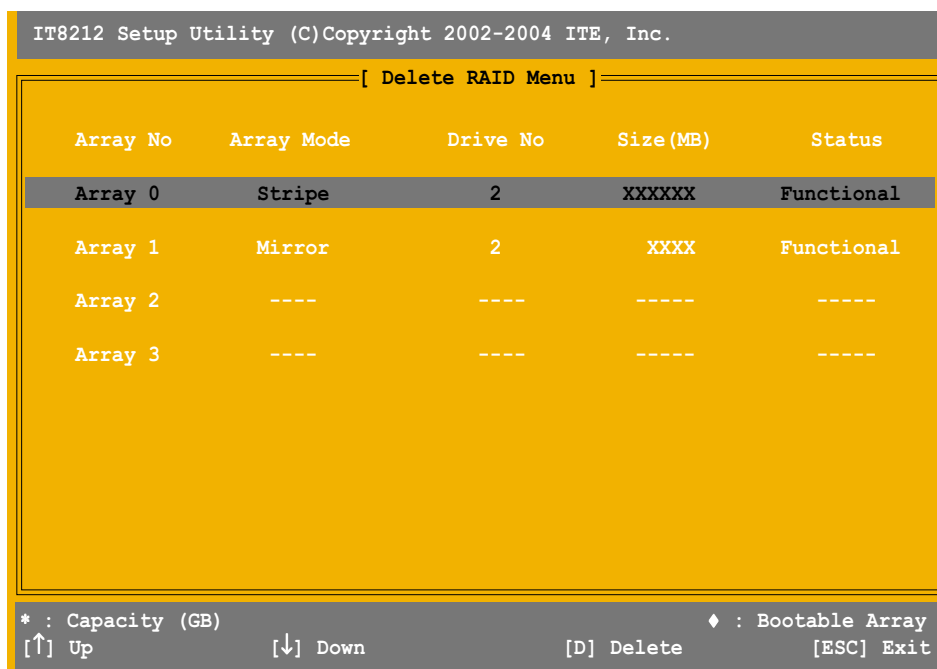 IT8212 Setup Utility (C)Copyright 2002-2004 ITE, Inc.
[ Delete RAID Menu ]
Array No Array Mode Drive No Size(MB) Status
Array 0 Stripe 2 XXXXXX Functional
Array 1 Mirror 2 XXXX Functional
Array 2 ---- ---- ----- -----
Array 3 ---- ---- ----- -----
* : Capacity (GB) ♦ : Bootable Array
[↑] Up [↓] Down [D] Delete [ESC] Exit